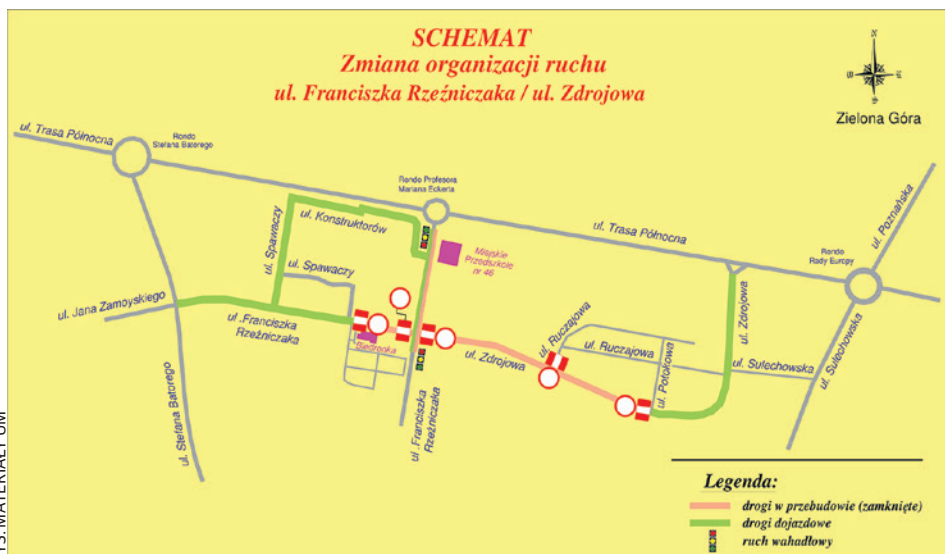 SCHEMAT
Zmiana organizacji ruchu
ul. Franciszka Rzeźniczaka / ul. Zdrojowa
Zielona Góra
ul. Trasa Północna
Rondo
Stefana Batorego
Rondo Profesora
Mariana Eckerta
ul. Konstruktorów
ul. Spawaczy
ul. Spawaczy
Miejskie
Przedszkole
nr 46
ul. Trasa Północna
Rondo
Rady Europy
ul. Poznańska
ul. Jana Zamoyskiego
ul .Franciszka
Rzeźniczaka
Biedronka
ul. Zdrojowa
ul. Ruczajowa
ul. Ruczajowa
ul. Potokowa
ul. Zdrojowa
ul. Sulechowska
ul. Sulechowska
ul. Stefana Batorego
ul .Franciszka
Rzeźniczaka
Legenda:
drogi w przebudowie (zamknięte)
drogi dojazdowe
ruch wahadłowy
MATERIAŁY UM